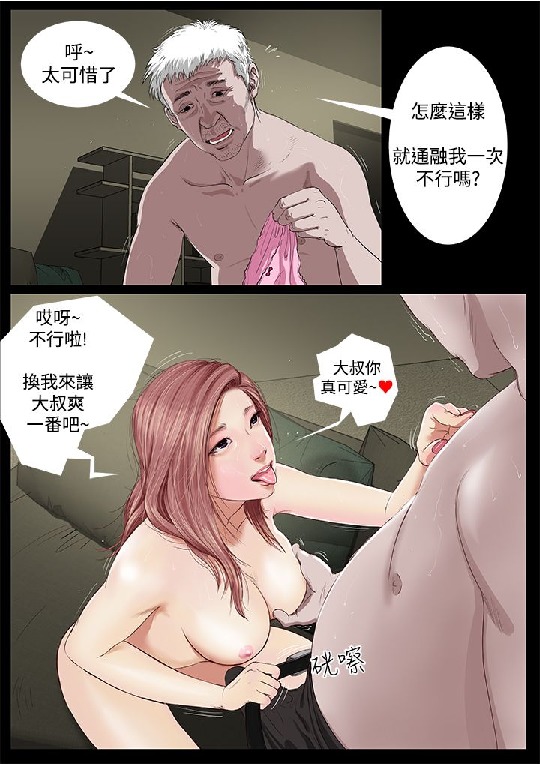 呼~
太可惜了
怎麼這樣
就通融我一次
不行嗎?
哎呀~
不行啦!
換我來讓
大叔爽
一番吧~
大叔你
真可愛~♥
硄嚓